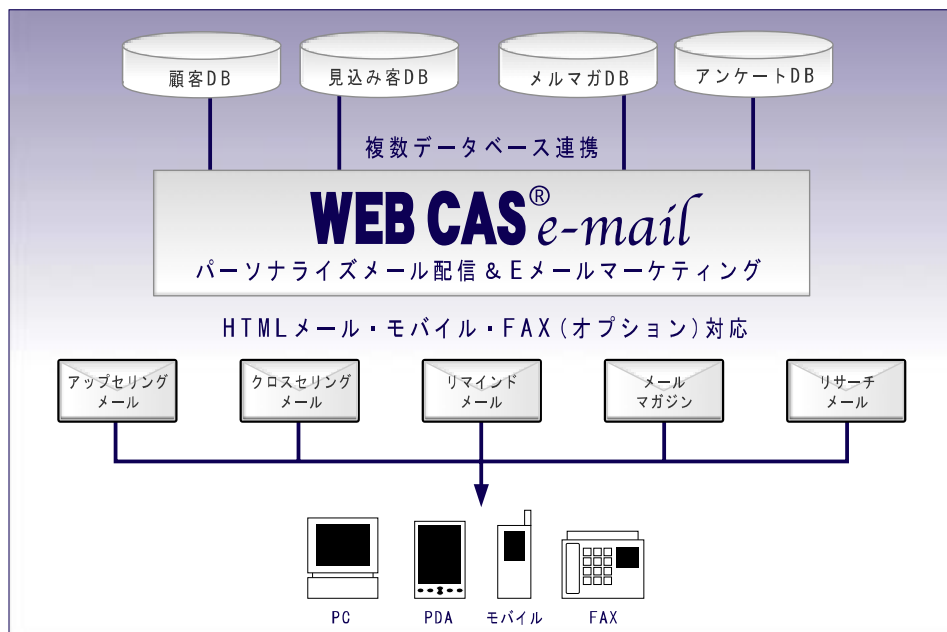 顧客DB
見込み客DB
メルマガDB
アンケートDB
複数データベース連携
WEB CAS® e-mail
パーソナライズメール配信&Eメールマーケティング
HTMLメール・モバイル・FAX(オプション)対応
アップセリング
メール
クロスセリング
メール
リマインド
メール
メール
マガジン
リサーチ
メール
PC
PDA
モバイル
FAX